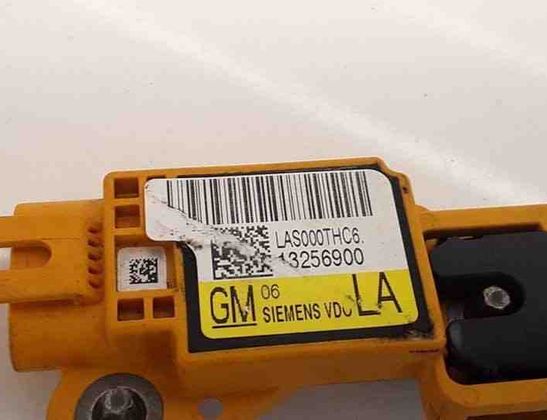 LAS000THC6.
13256900
GM 06 LA
SIEMENS VDO